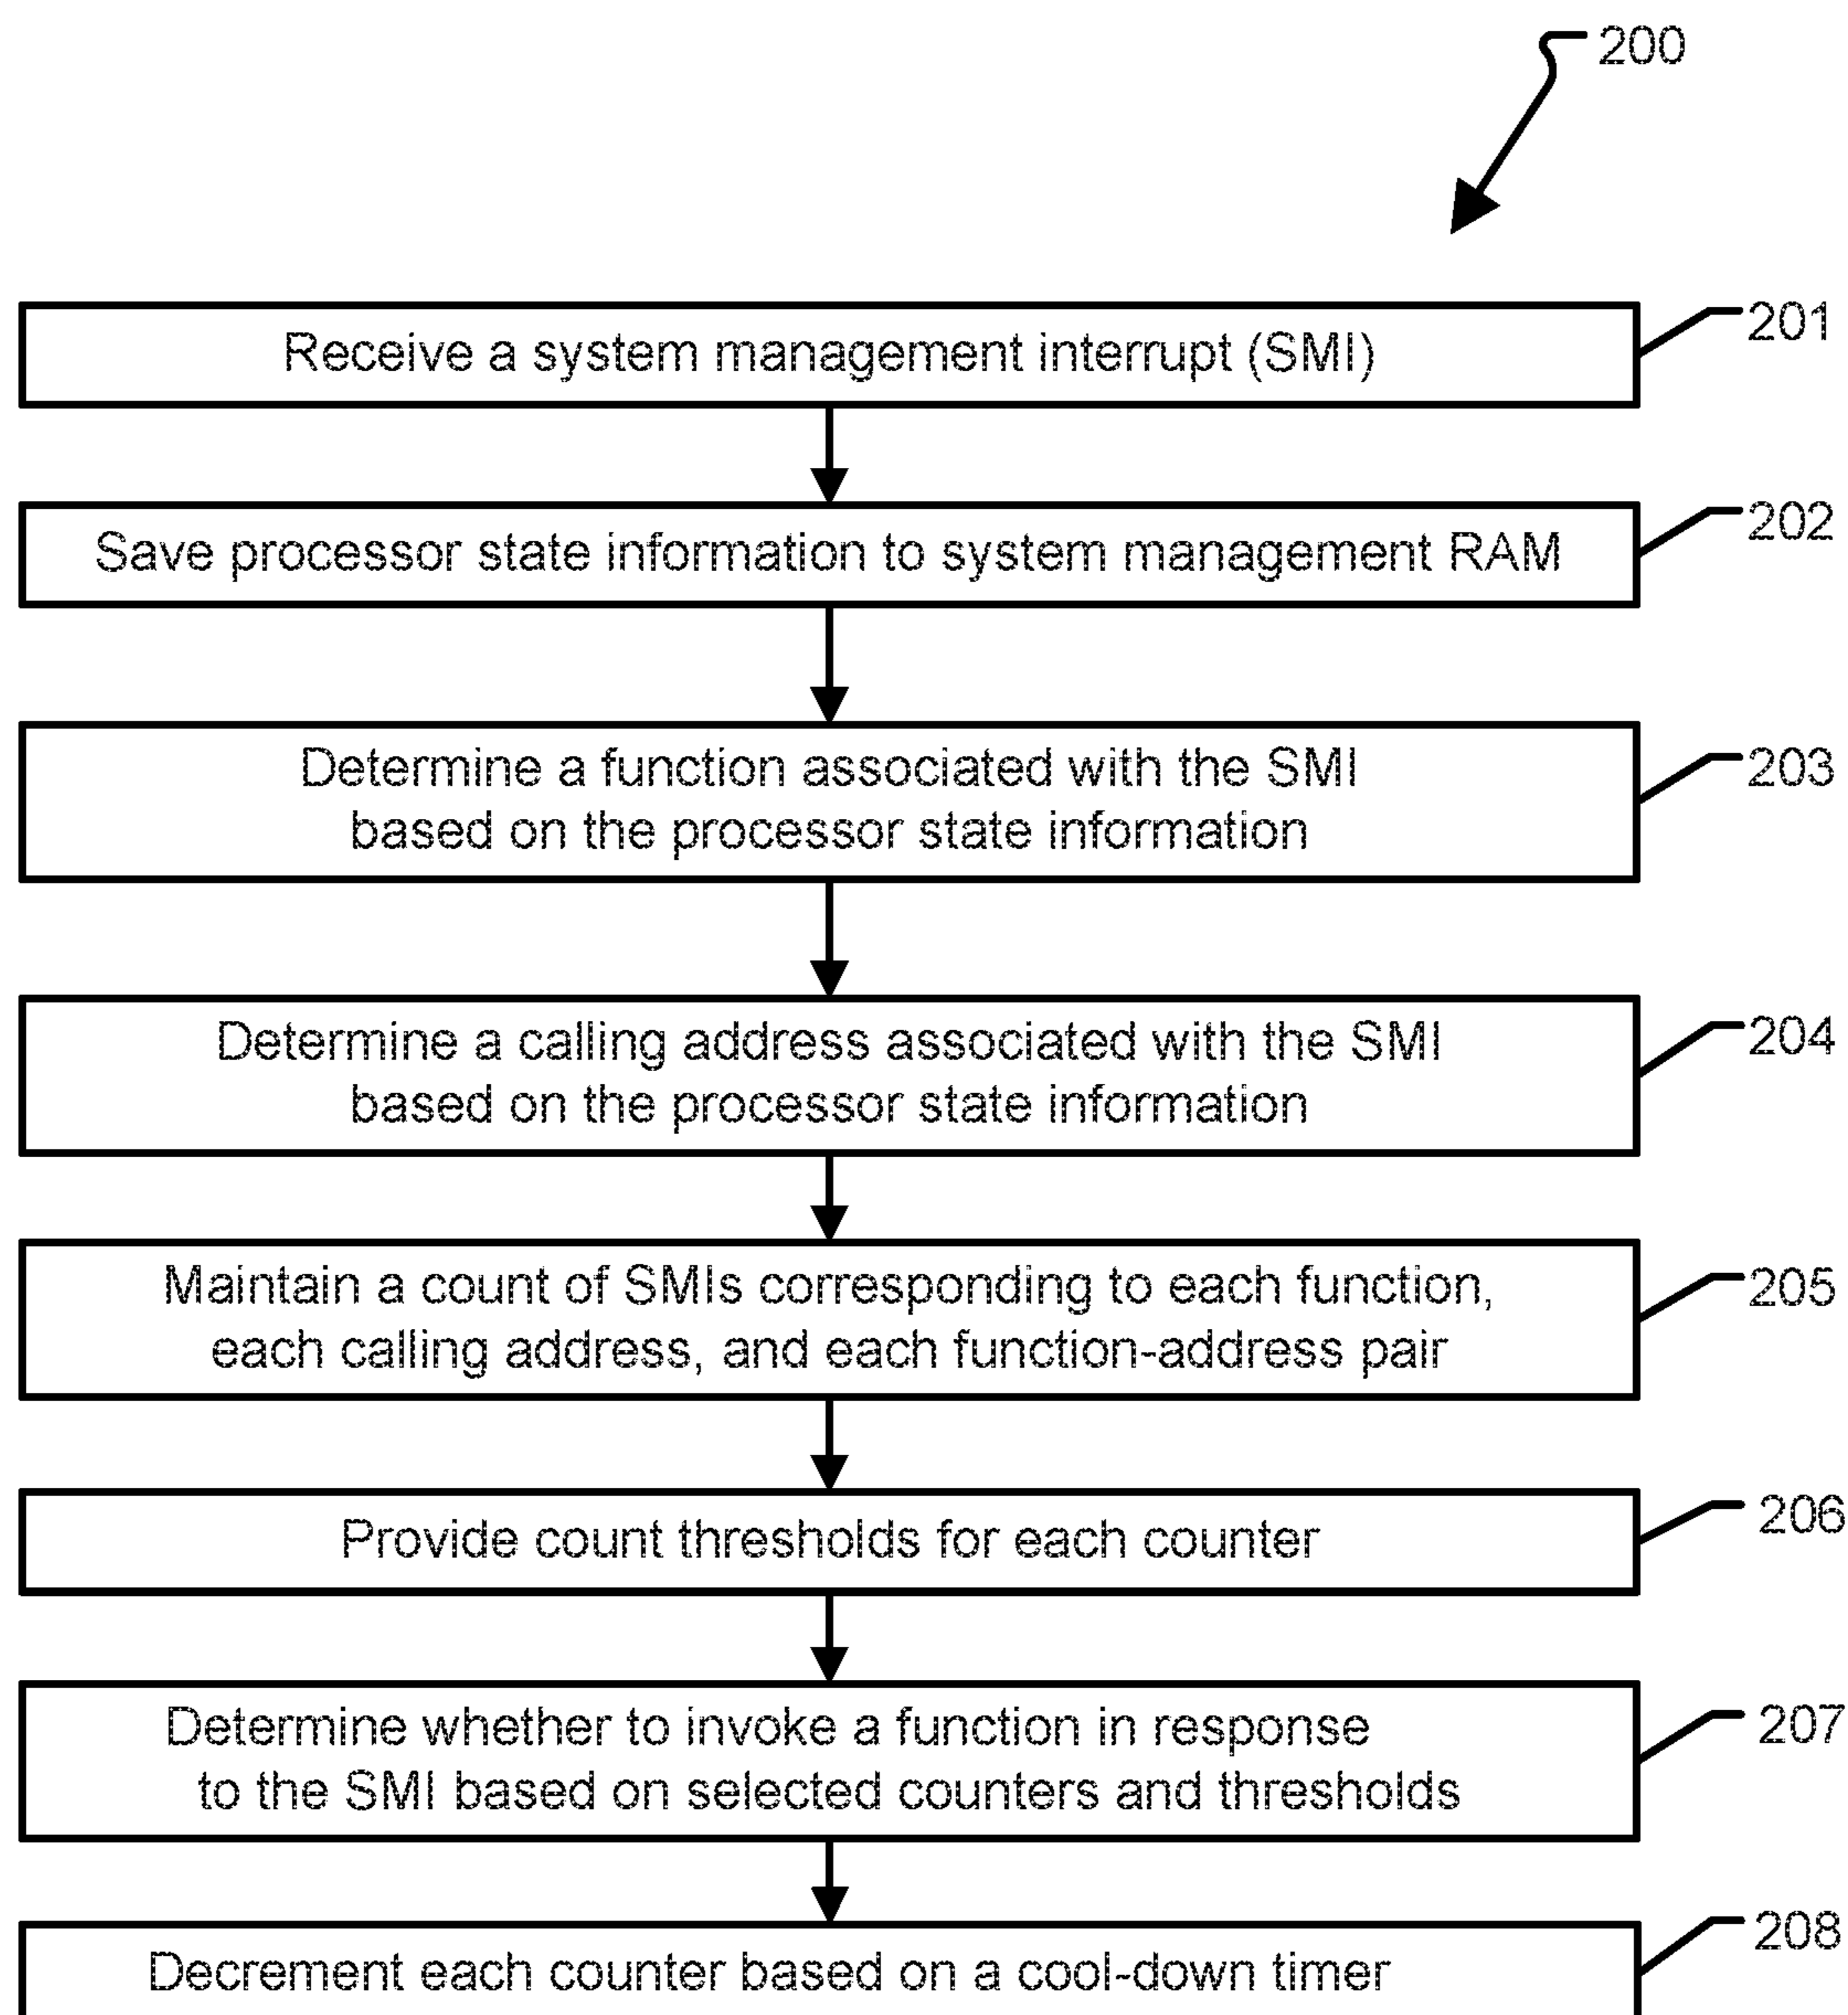 200
Receive a system management interrupt (SMI)
201
Save processor state information to system management RAM
202
Determine a function associated with the SMI
based on the processor state information
203
Determine a calling address associated with the SMI
based on the processor state information
204
Maintain a count of SMIs corresponding to each function,
each calling address, and each function-address pair
205
Provide count thresholds for each counter
206
Determine whether to invoke a function in response
to the SMI based on selected counters and thresholds
207
Decrement each counter based on a cool-down timer
208